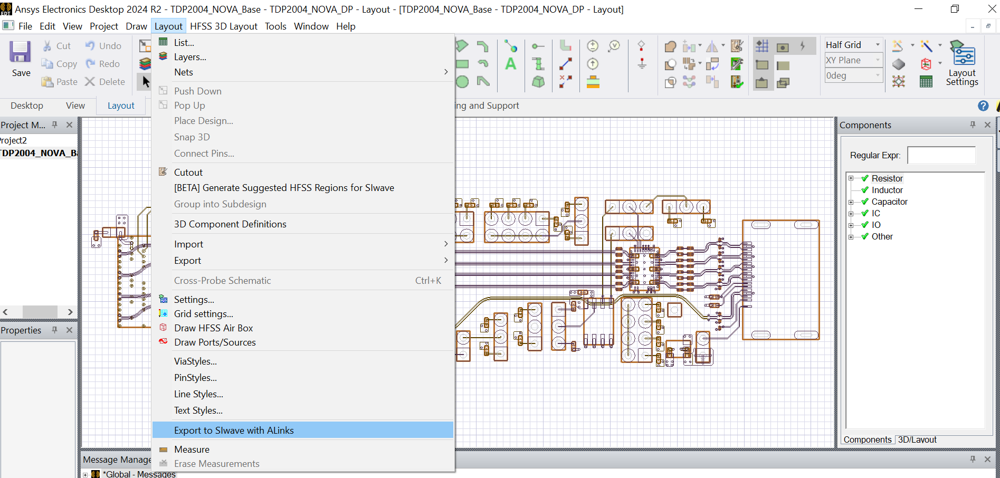 Ansys Electronics Desktop 2024 R2 - TDP2004_NOVA_Base - TDP2004_NOVA_DP - Layout - [TDP2004_NOVA_Base - TDP2004_NOVA_DP - Layout]
File Edit View Project Draw Layout HFSS 3D Layout Tools Window Help
Save
Cut
Copy
Paste
Undo
Redo
Delete
Half Grid
XY Plane
0deg
Layout
Settings
Desktop View Layout
ing and Support
List...
Layers...
Nets
Push Down
Pop Up
Place Design...
Snap 3D
Connect Pins...
Cutout
[BETA] Generate Suggested HFSS Regions for SIwave
Group into Subdesign
3D Component Definitions
Import
Export
Cross-Probe Schematic Ctrl+K
Settings...
Grid settings...
Draw HFSS Air Box
Draw Ports/Sources
ViaStyles...
PinStyles...
Line Styles...
Text Styles...
Export to SIwave with ALinks
Measure
Erase Measurements
Project M...
Project2
TDP2004_NOVA_Ba
Properties
Components
Regular Expr:
Resistor
Inductor
Capacitor
IC
IO
Other
Components 3D/Layout
Message Manage
*Global - Messages